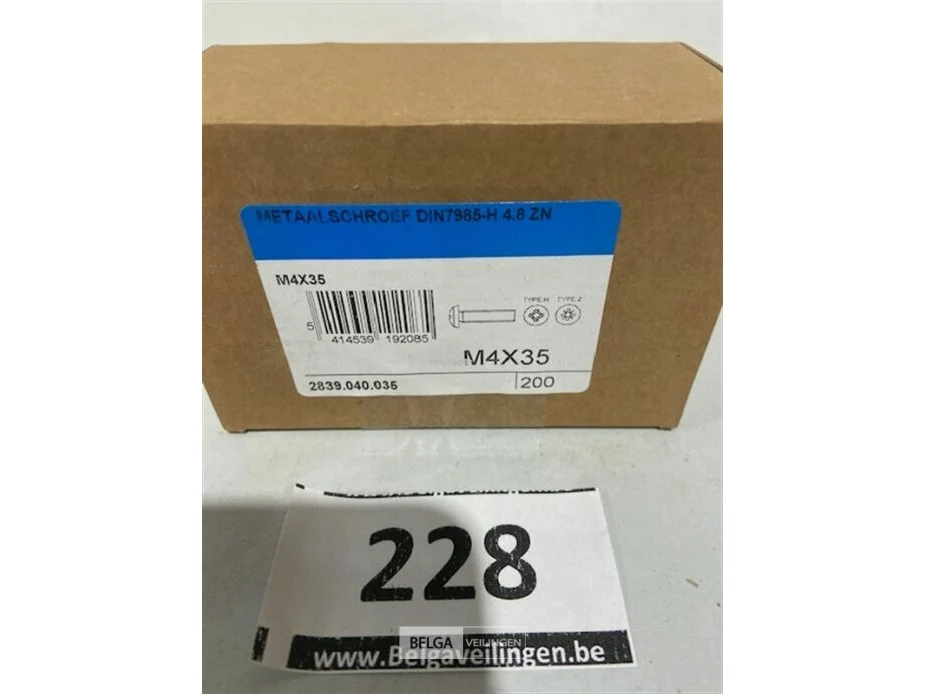 METAALSCHROEF DIN7985-H 4.8 ZN
M4X35
TYPE H TYPE Z
5 414539 192085
M4X35
2839.040.035 200
228
BELGA VEILINGEN
www.Belgaveilingen.be